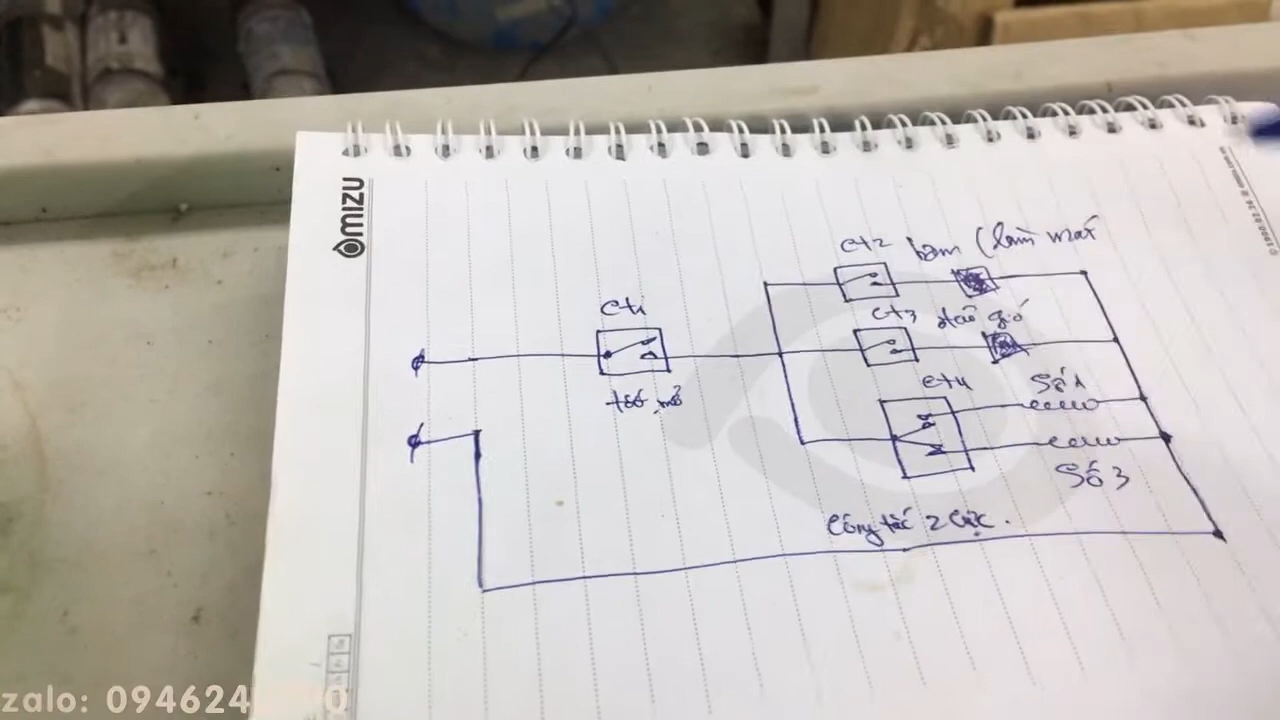 mizu
ct2 bơm (làm mát
ct1
ct3 đảo gió
tắt mở
ct4
Số 1
Số 3
Công tắc 2 cực.
zalo: 094624